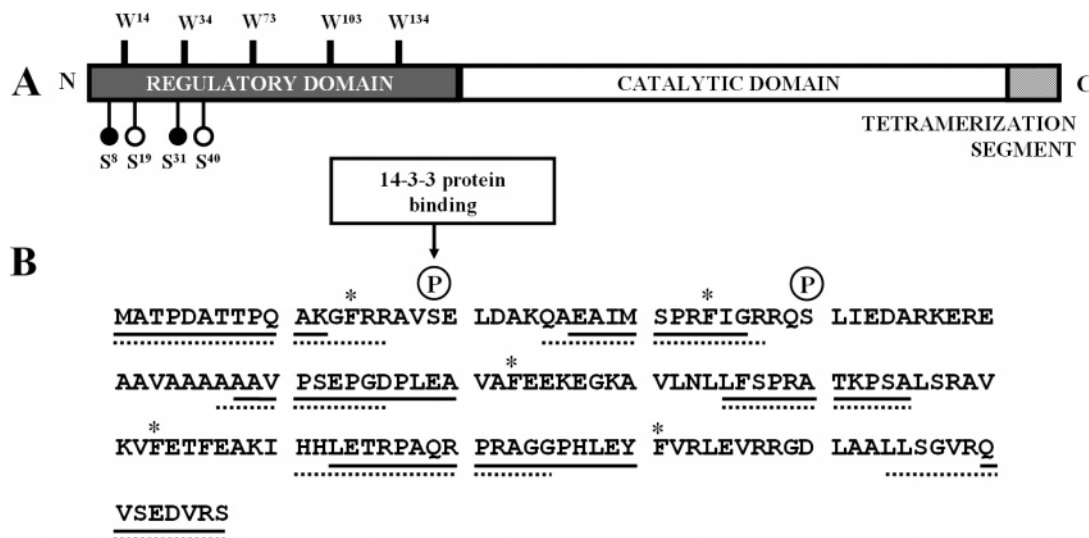 W¹⁴ W³⁴ W⁷³ W¹⁰³ W¹³⁴
A N REGULATORY DOMAIN CATALYTIC DOMAIN C
S⁸ S¹⁹ S³¹ S⁴⁰
TETRAMERIZATION
SEGMENT
14-3-3 protein
binding
B
* P * P
MATPDATTPQ AKGFRRAVSE LDAKQAEAIM SPRFIGRRQS LIEDARKERE
*
AAVAAAAAAV PSEPGDPLEA VAFEEKEGKA VLNLLFSPRA TKPSALSRAV
* *
KVFETFEAKI HHLETRPAQR PRAGGPHLEY FVRLEVRRGD LAALLSGVRQ
VSEDVRS